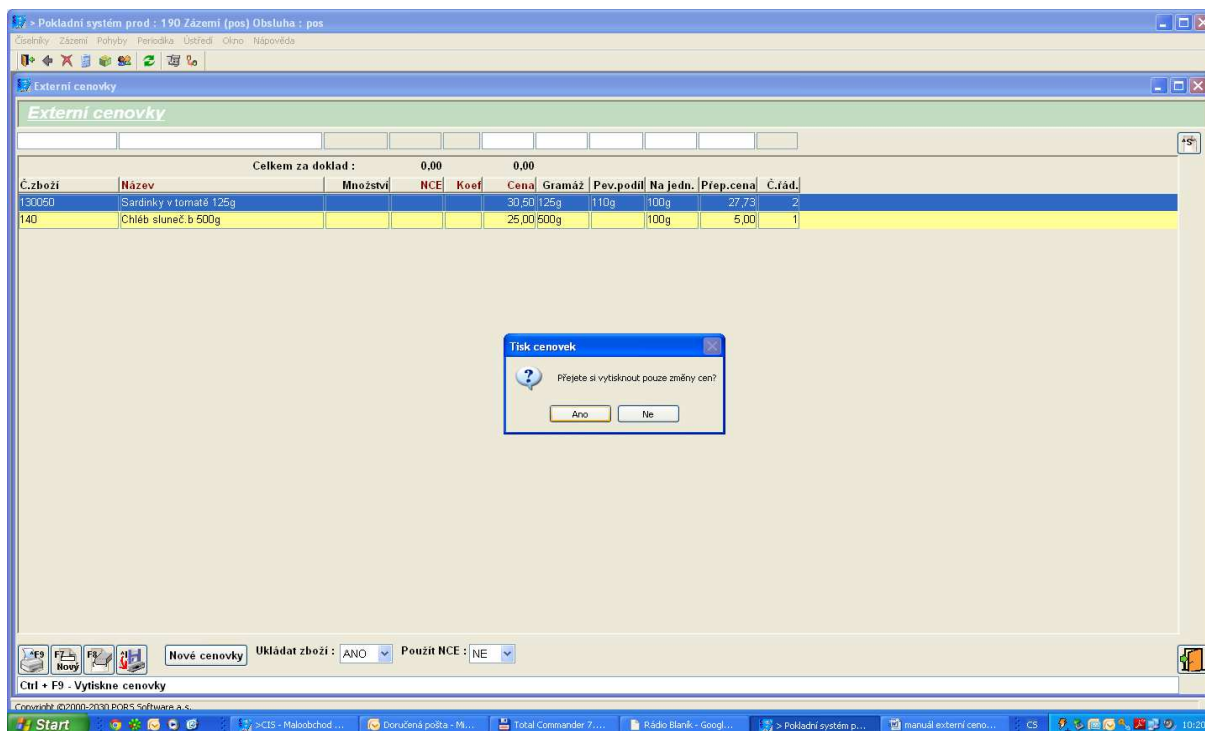 > Pokladní systém prod : 190 Zázemí (pos) Obsluha : pos
Číselníky Zázemí Pohyby Periodika Ústředí Okno Nápověda
Externí cenovky
Externí cenovky
Celkem za doklad : 0,00 0,00
Č.zboží Název Množství NCE Koef Cena Gramáž Pev.podíl Na jedn. Přep.cena Č.řád.
130050 Sardinky v tomatě 125g 30,50 125g 110g 100g 27,73 2
140 Chléb sluneč.b 500g 25,00 500g 100g 5,00 1
Tisk cenovek
Přejete si vytisknout pouze změny cen?
Ano Ne
^F9 F7 Nový F8 Nové cenovky Ukládat zboží : ANO Použít NCE : NE
Ctrl + F9 - Vytiskne cenovky
Copyright ©2000-2030 PORS Software a.s.
Start >CIS - Maloobchod ... Doručená pošta - Mi... Total Commander 7.... Rádio Blaník - Googl... > Pokladní systém p... manuál externí ceno... CS 10:20